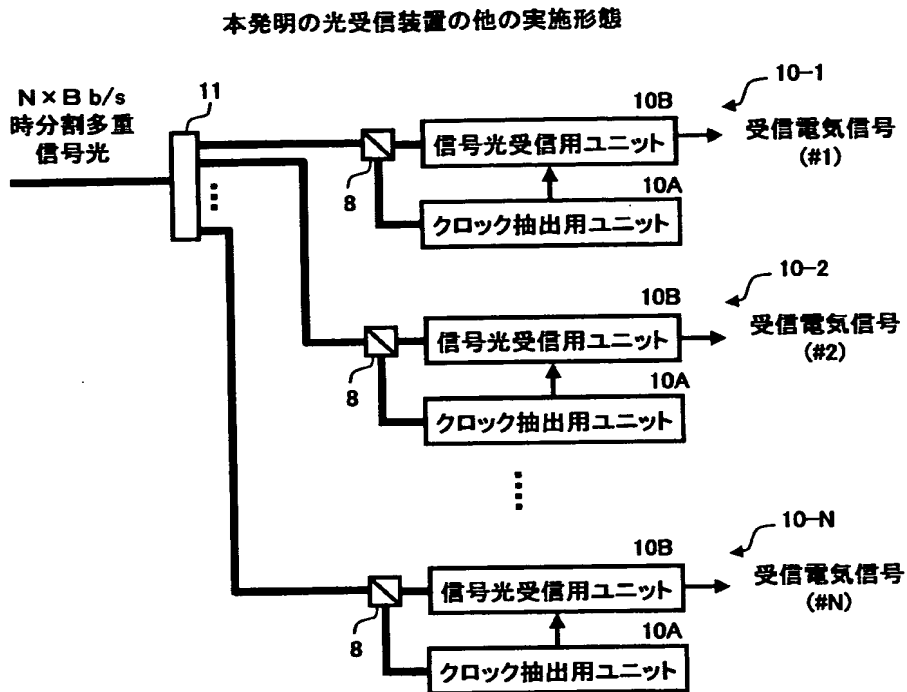 本発明の光受信装置の他の実施形態
N×B b/s
時分割多重
信号光
11
8
10B
信号光受信用ユニット
10A
クロック抽出用ユニット
10-1
受信電気信号
(#1)
8
10B
信号光受信用ユニット
10A
クロック抽出用ユニット
10-2
受信電気信号
(#2)
8
10B
信号光受信用ユニット
10A
クロック抽出用ユニット
10-N
受信電気信号
(#N)